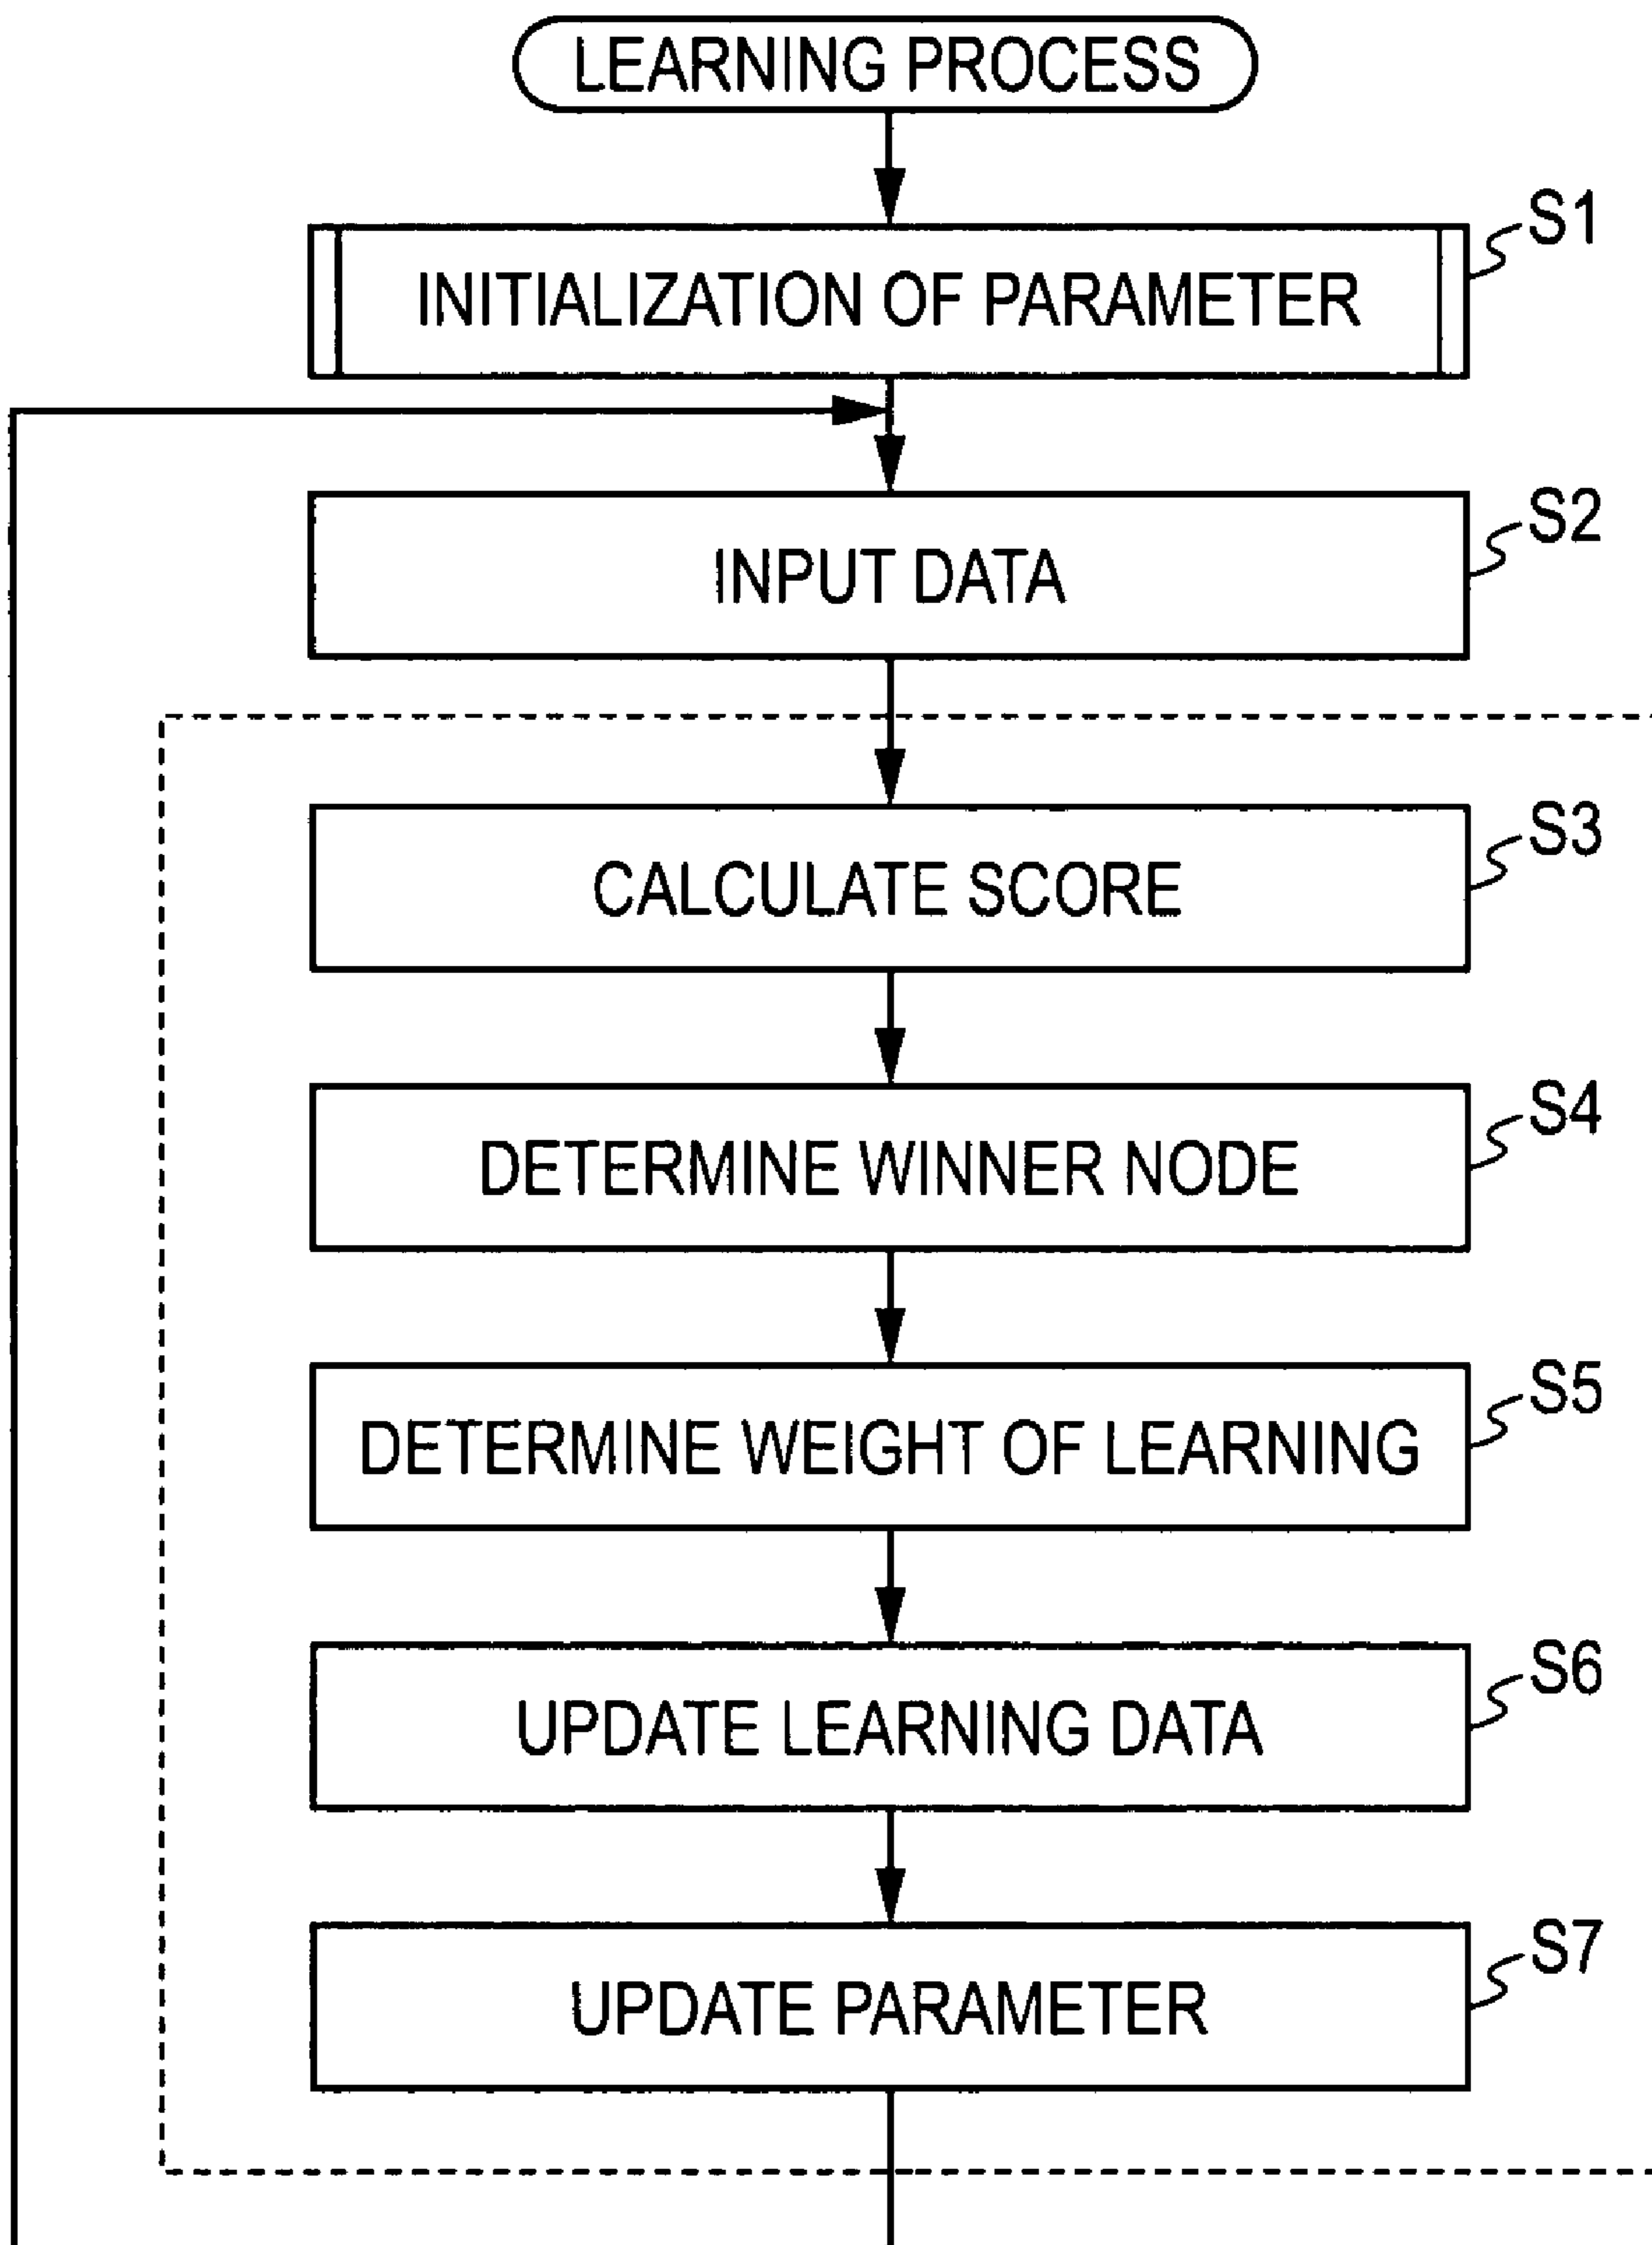 LEARNING PROCESS
S1
INITIALIZATION OF PARAMETER
S2
INPUT DATA
S3
CALCULATE SCORE
S4
DETERMINE WINNER NODE
S5
DETERMINE WEIGHT OF LEARNING
S6
UPDATE LEARNING DATA
S7
UPDATE PARAMETER